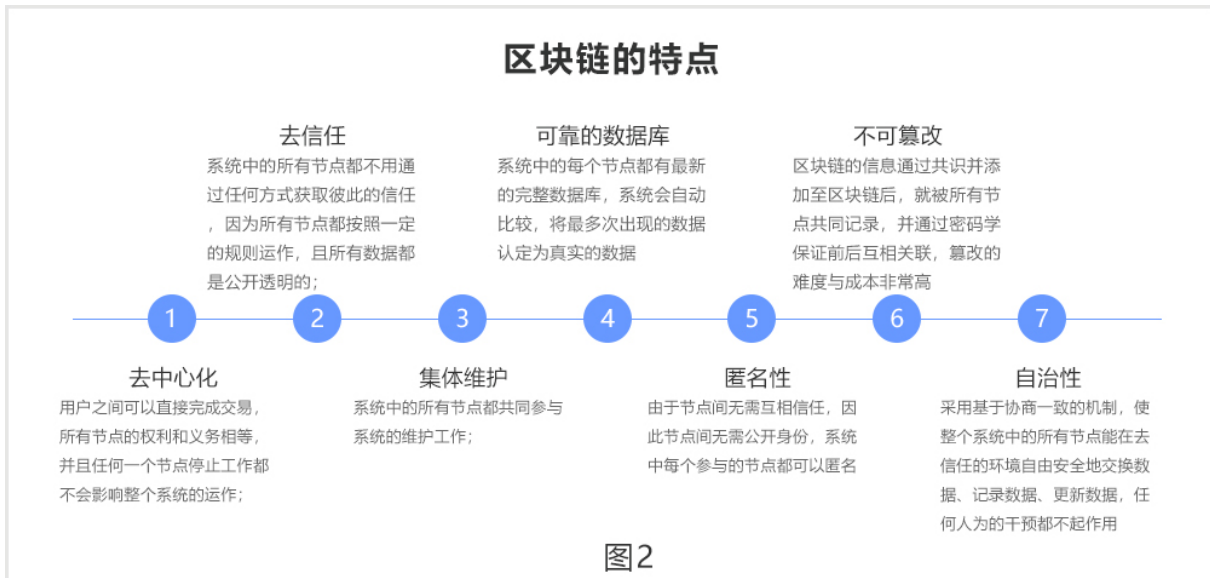 区块链的特点
去信任
系统中的所有节点都不用通
过任何方式获取彼此的信任
，因为所有节点都按照一定
的规则运作，且所有数据都
是公开透明的；
可靠的数据库
系统中的每个节点都有最新
的完整数据库，系统会自动
比较，将最多次出现的数据
认定为真实的数据
不可篡改
区块链的信息通过共识并添
加至区块链后，就被所有节
点共同记录，并通过密码学
保证前后互相关联，篡改的
难度与成本非常高
1
2
3
4
5
6
7
去中心化
用户之间可以直接完成交易，
所有节点的权利和义务相等，
并且任何一个节点停止工作都
不会影响整个系统的运作；
集体维护
系统中的所有节点都共同参与
系统的维护工作；
匿名性
由于节点间无需互相信任，因
此节点间无需公开身份，系统
中每个参与的节点都可以匿名
自治性
采用基于协商一致的机制，使
整个系统中的所有节点能在去
信任的环境自由安全地交换数
据、记录数据、更新数据，任
何人为的干预都不起作用
图2